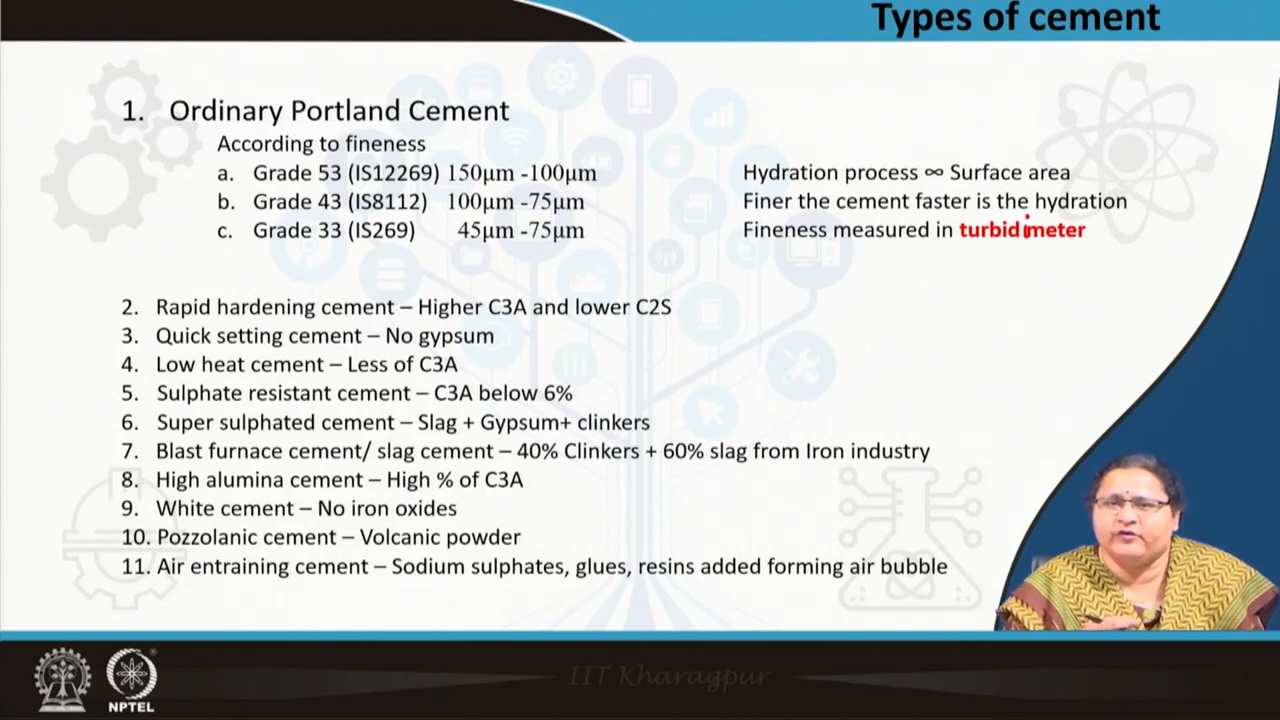 Types of cement
1. Ordinary Portland Cement
According to fineness
a. Grade 53 (IS12269) 150μm -100μm
b. Grade 43 (IS8112) 100μm -75μm
c. Grade 33 (IS269) 45μm -75μm
Hydration process ∞ Surface area
Finer the cement faster is the hydration
Fineness measured in turbidimeter
2. Rapid hardening cement – Higher C3A and lower C2S
3. Quick setting cement – No gypsum
4. Low heat cement – Less of C3A
5. Sulphate resistant cement – C3A below 6%
6. Super sulphated cement – Slag + Gypsum+ clinkers
7. Blast furnace cement/ slag cement – 40% Clinkers + 60% slag from Iron industry
8. High alumina cement – High % of C3A
9. White cement – No iron oxides
10. Pozzolanic cement – Volcanic powder
11. Air entraining cement – Sodium sulphates, glues, resins added forming air bubble
IIT Kharagpur
NPTEL